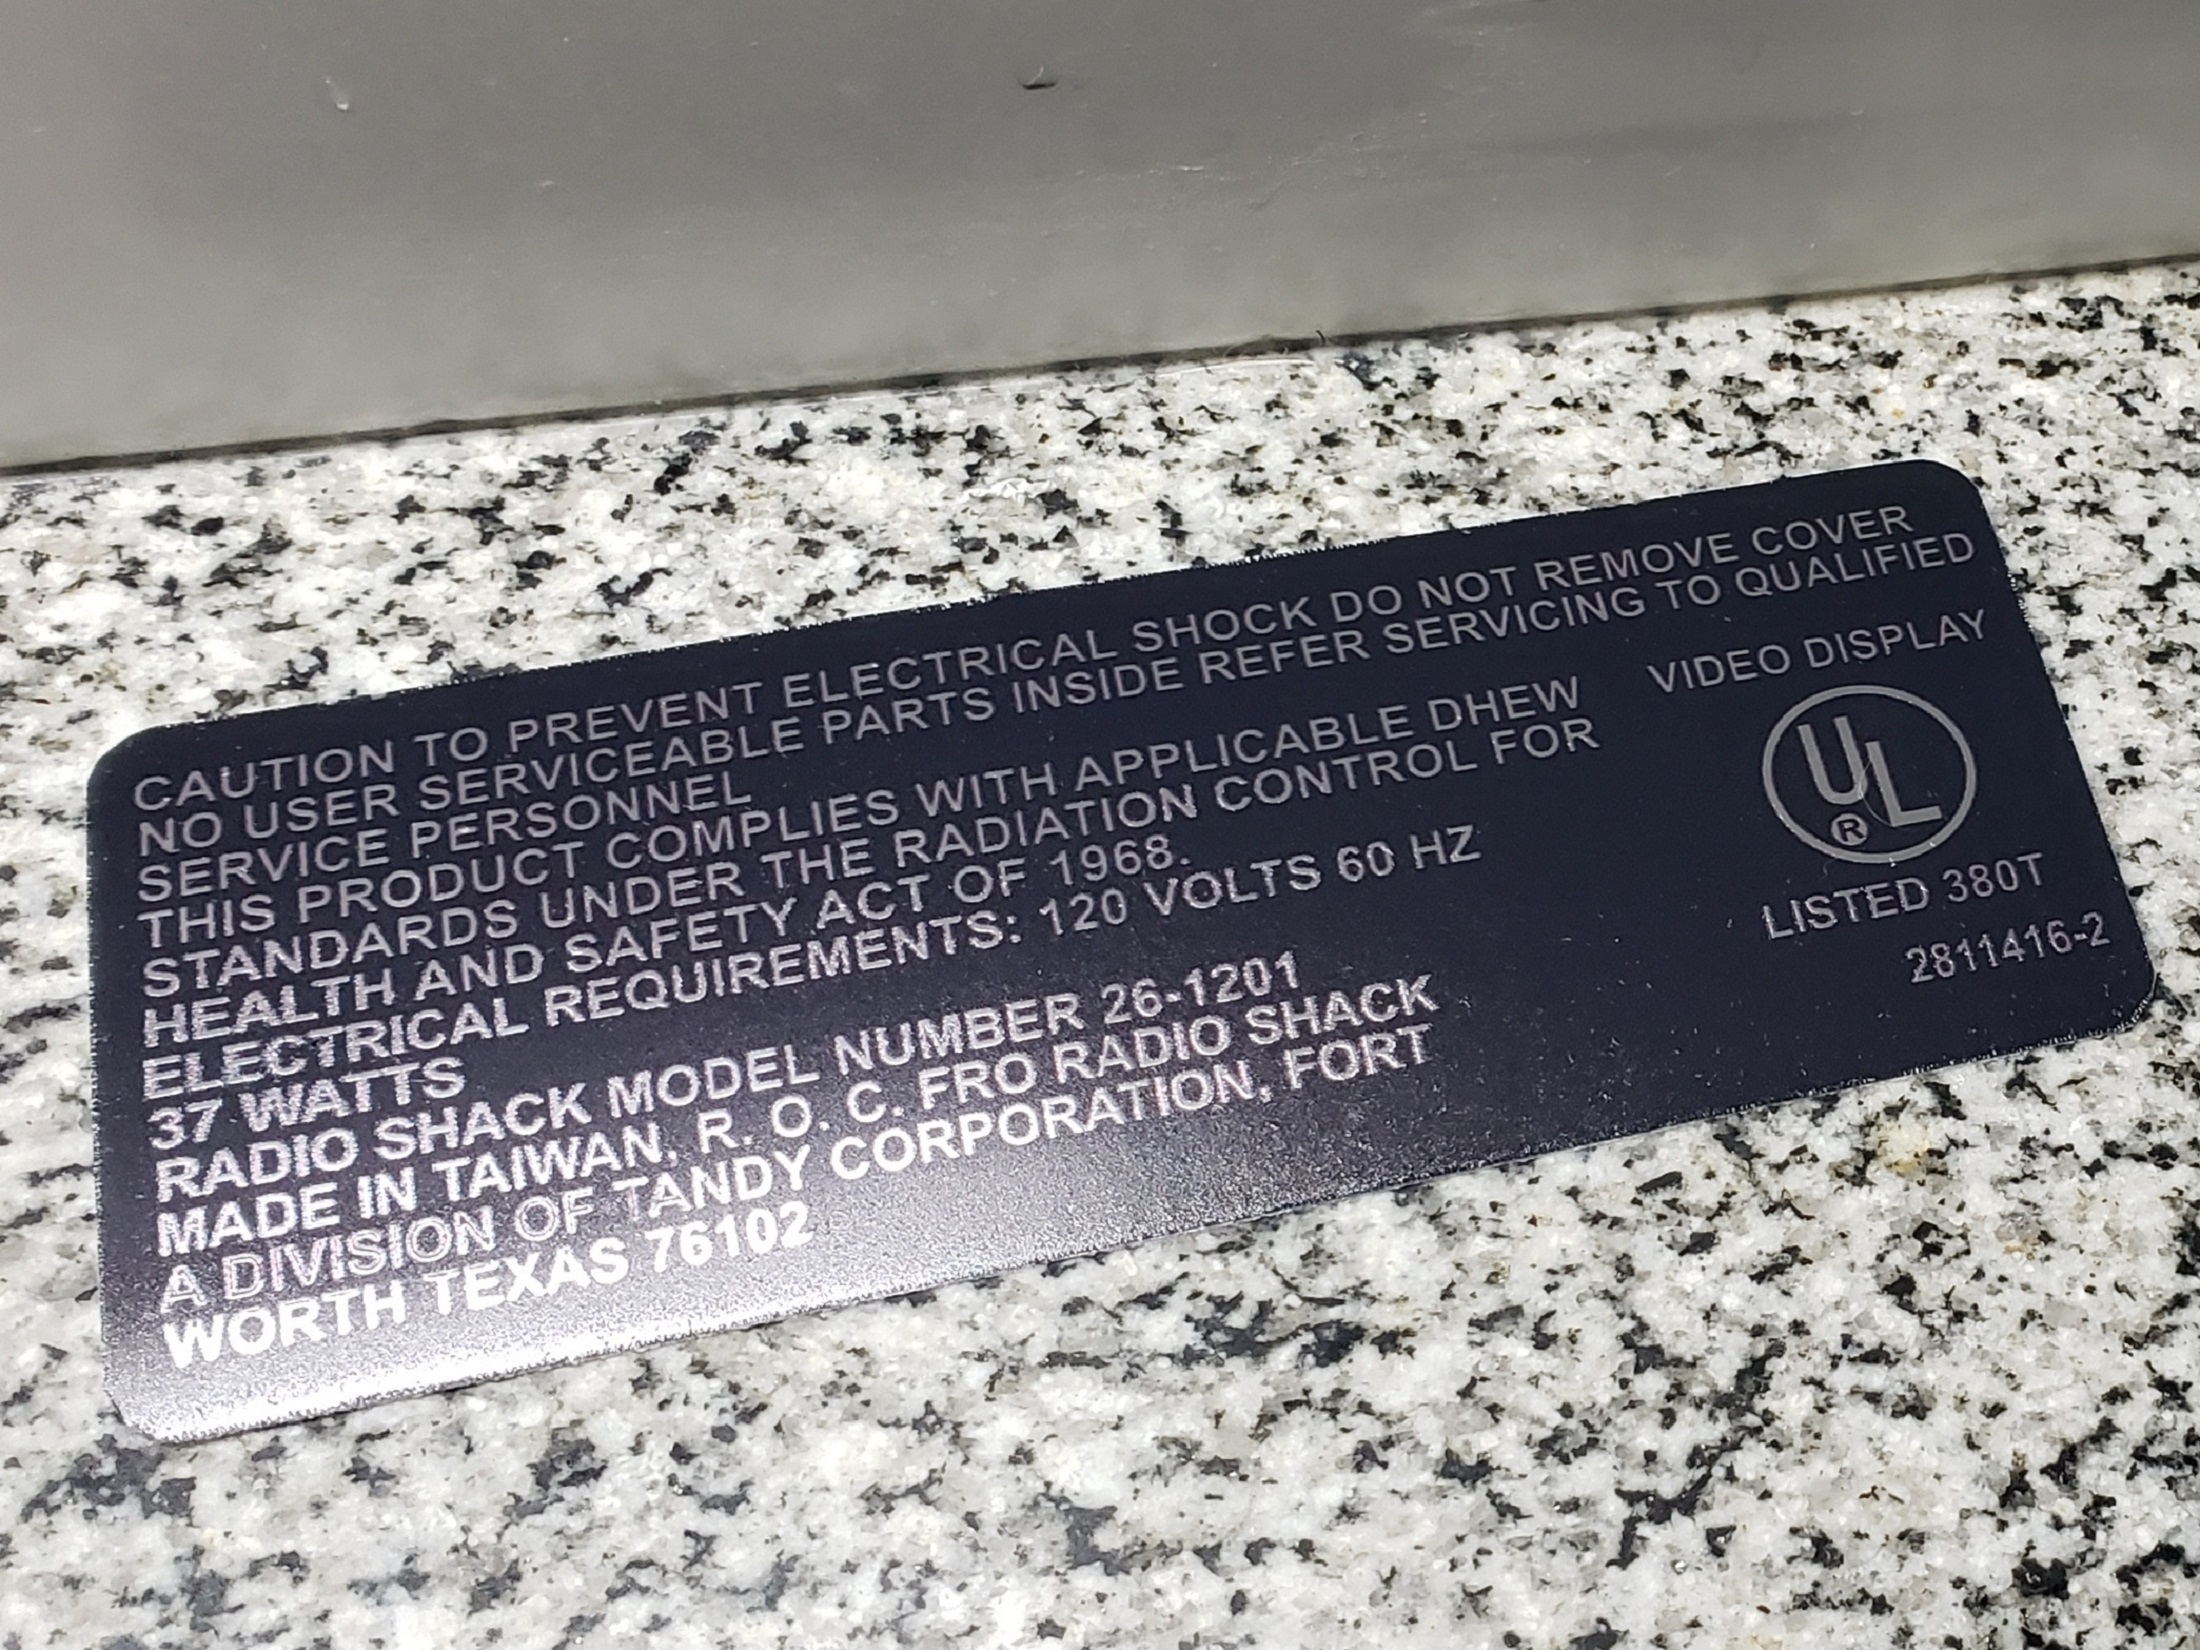 CAUTION TO PREVENT ELECTRICAL SHOCK DO NOT REMOVE COVER
NO USER SERVICEABLE PARTS INSIDE REFER SERVICING TO QUALIFIED
SERVICE PERSONNEL
THIS PRODUCT COMPLIES WITH APPLICABLE DHEW
STANDARDS UNDER THE RADIATION CONTROL FOR
HEALTH AND SAFETY ACT OF 1968.
ELECTRICAL REQUIREMENTS: 120 VOLTS 60 HZ
37 WATTS
RADIO SHACK MODEL NUMBER 26-1201
MADE IN TAIWAN, R. O. C. FRO RADIO SHACK
A DIVISION OF TANDY CORPORATION, FORT
WORTH TEXAS 76102
VIDEO DISPLAY
UL
®
LISTED 380T
2811416-2